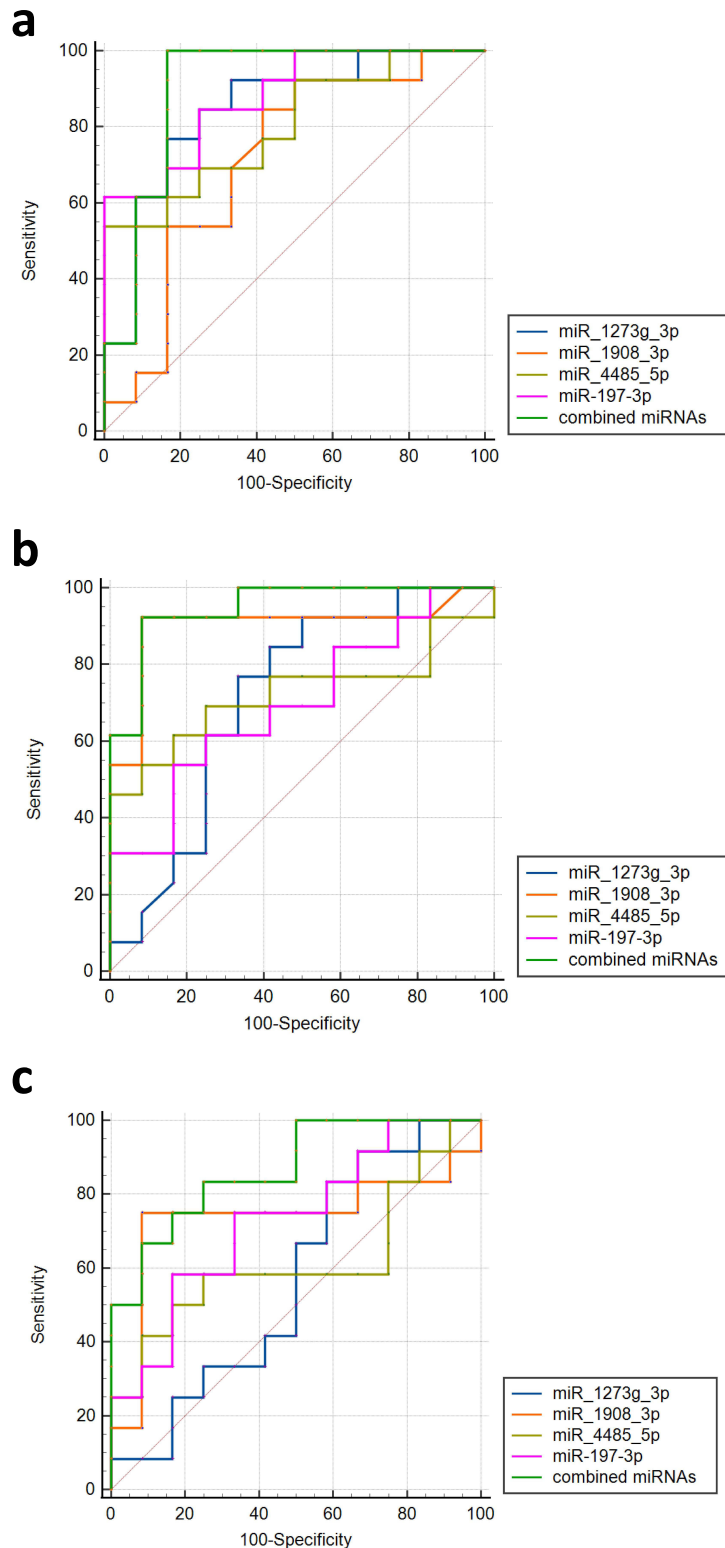 a
100
80
60
40
20
0
Sensitivity
0 20 40 60 80 100
100-Specificity
miR_1273g_3p
miR_1908_3p
miR_4485_5p
miR-197-3p
combined miRNAs
b
100
80
60
40
20
0
Sensitivity
0 20 40 60 80 100
100-Specificity
miR_1273g_3p
miR_1908_3p
miR_4485_5p
miR-197-3p
combined miRNAs
c
100
80
60
40
20
0
Sensitivity
0 20 40 60 80 100
100-Specificity
miR_1273g_3p
miR_1908_3p
miR_4485_5p
miR-197-3p
combined miRNAs